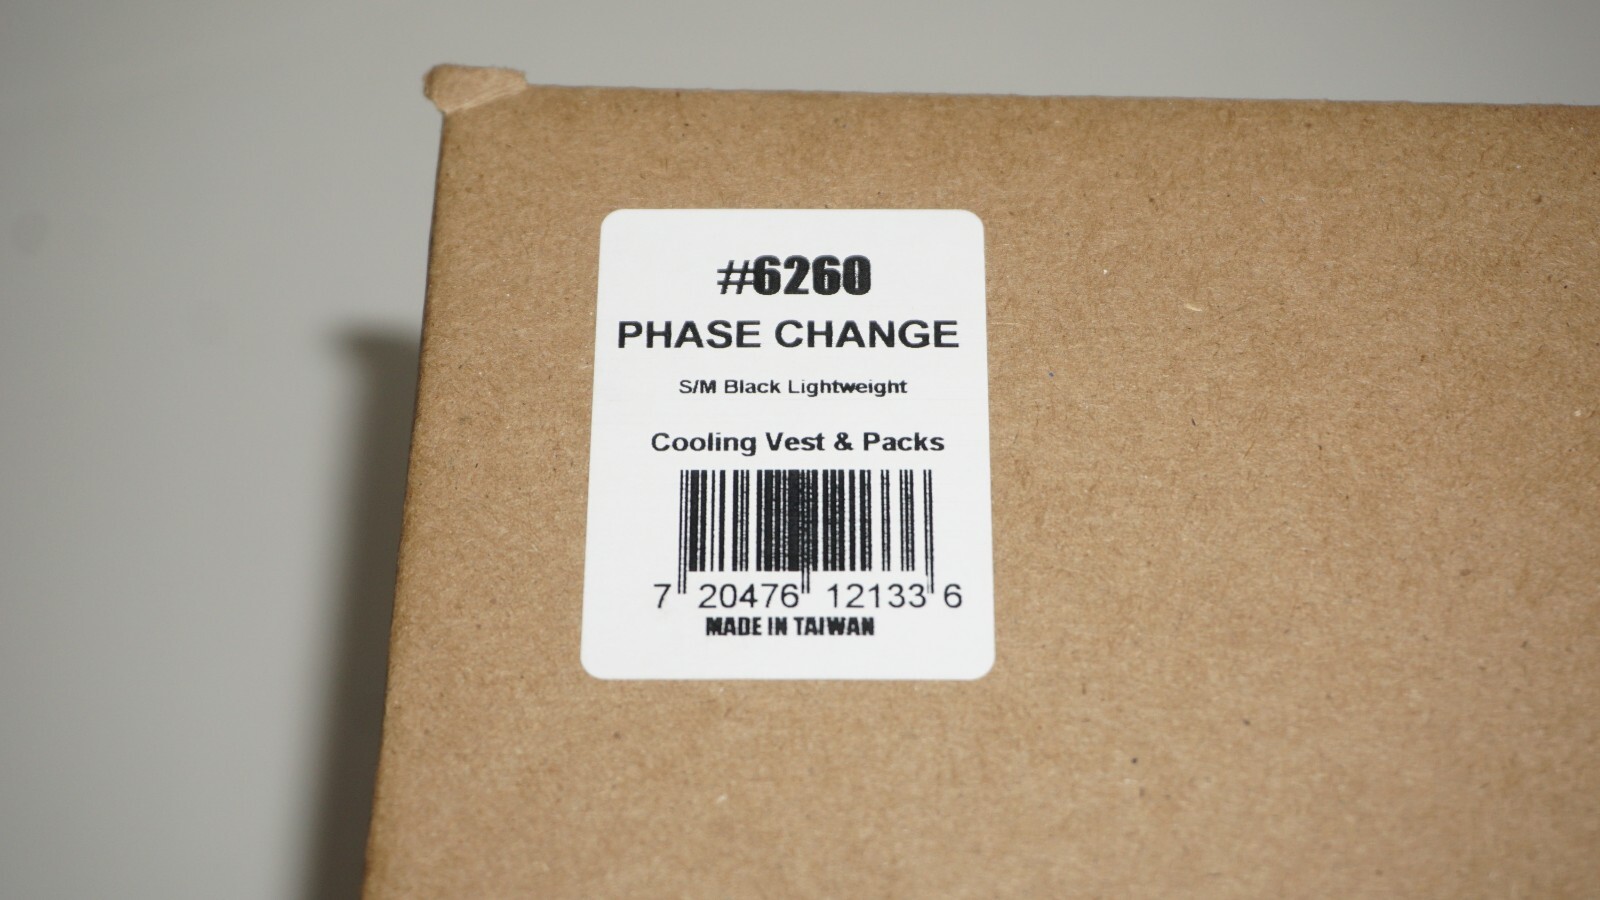 #6260
PHASE CHANGE
S/M Black Lightweight
Cooling Vest & Packs
7 20476 12133 6
MADE IN TAIWAN